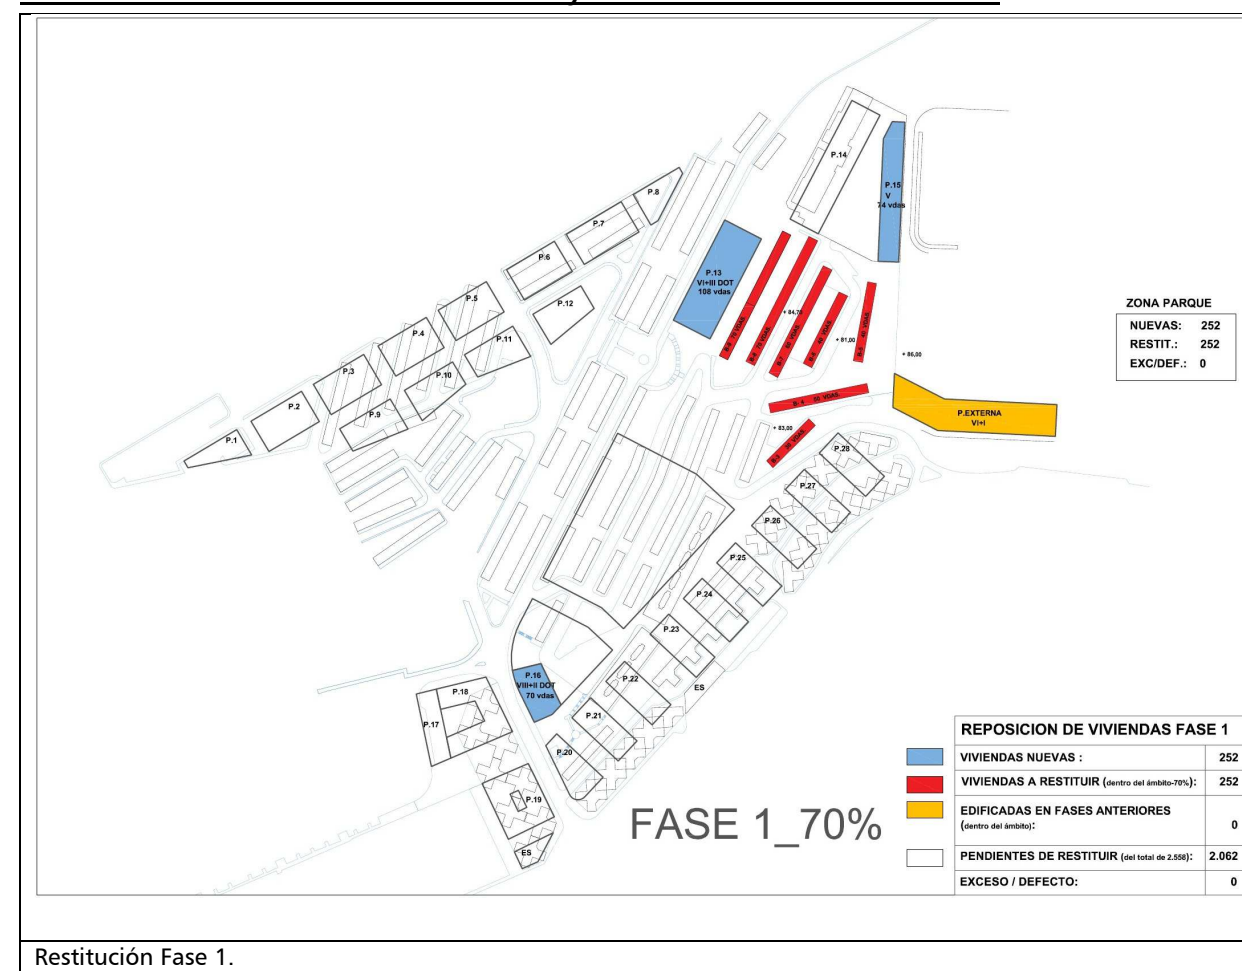 P.14
P.15
V
74 vdas
P.8
P.7
P.6
P.13
VI+III DOT
108 vdas
P.5
P.12
+ 84,70
ZONA PARQUE
NUEVAS: 252
RESTIT.: 252
EXC/DEF.: 0
P.4
P.11
+ 81,00
+ 86,00
P.3
P.10
P.2
P.9
P.1
P.EXTERNA
VI+I
+ 83,00
P.28
P.27
P.26
P.25
P.24
P.23
P.22
ES
P.16
VIII+II DOT
70 vdas
P.18
P.17
P.21
P.20
P.19
ES
FASE 1_70%
REPOSICION DE VIVIENDAS FASE 1
VIVIENDAS NUEVAS : 252
VIVIENDAS A RESTITUIR (dentro del ámbito-70%): 252
EDIFICADAS EN FASES ANTERIORES
(dentro del ámbito): 0
PENDIENTES DE RESTITUIR (del total de 2.558): 2.062
EXCESO / DEFECTO: 0
Restitución Fase 1.